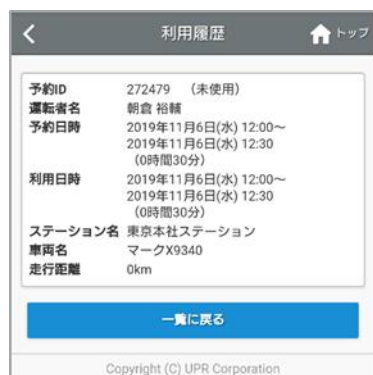 利用履歴
トップ
予約ID 272479 （未使用）
運転者名 朝倉 裕輔
予約日時 2019年11月6日(水) 12:00～
2019年11月6日(水) 12:30
（0時間30分）
利用日時 2019年11月6日(水) 12:00～
2019年11月6日(水) 12:30
（0時間30分）
ステーション名 東京本社ステーション
車両名 マークX9340
走行距離 0km
一覧に戻る
Copyright (C) UPR Corporation